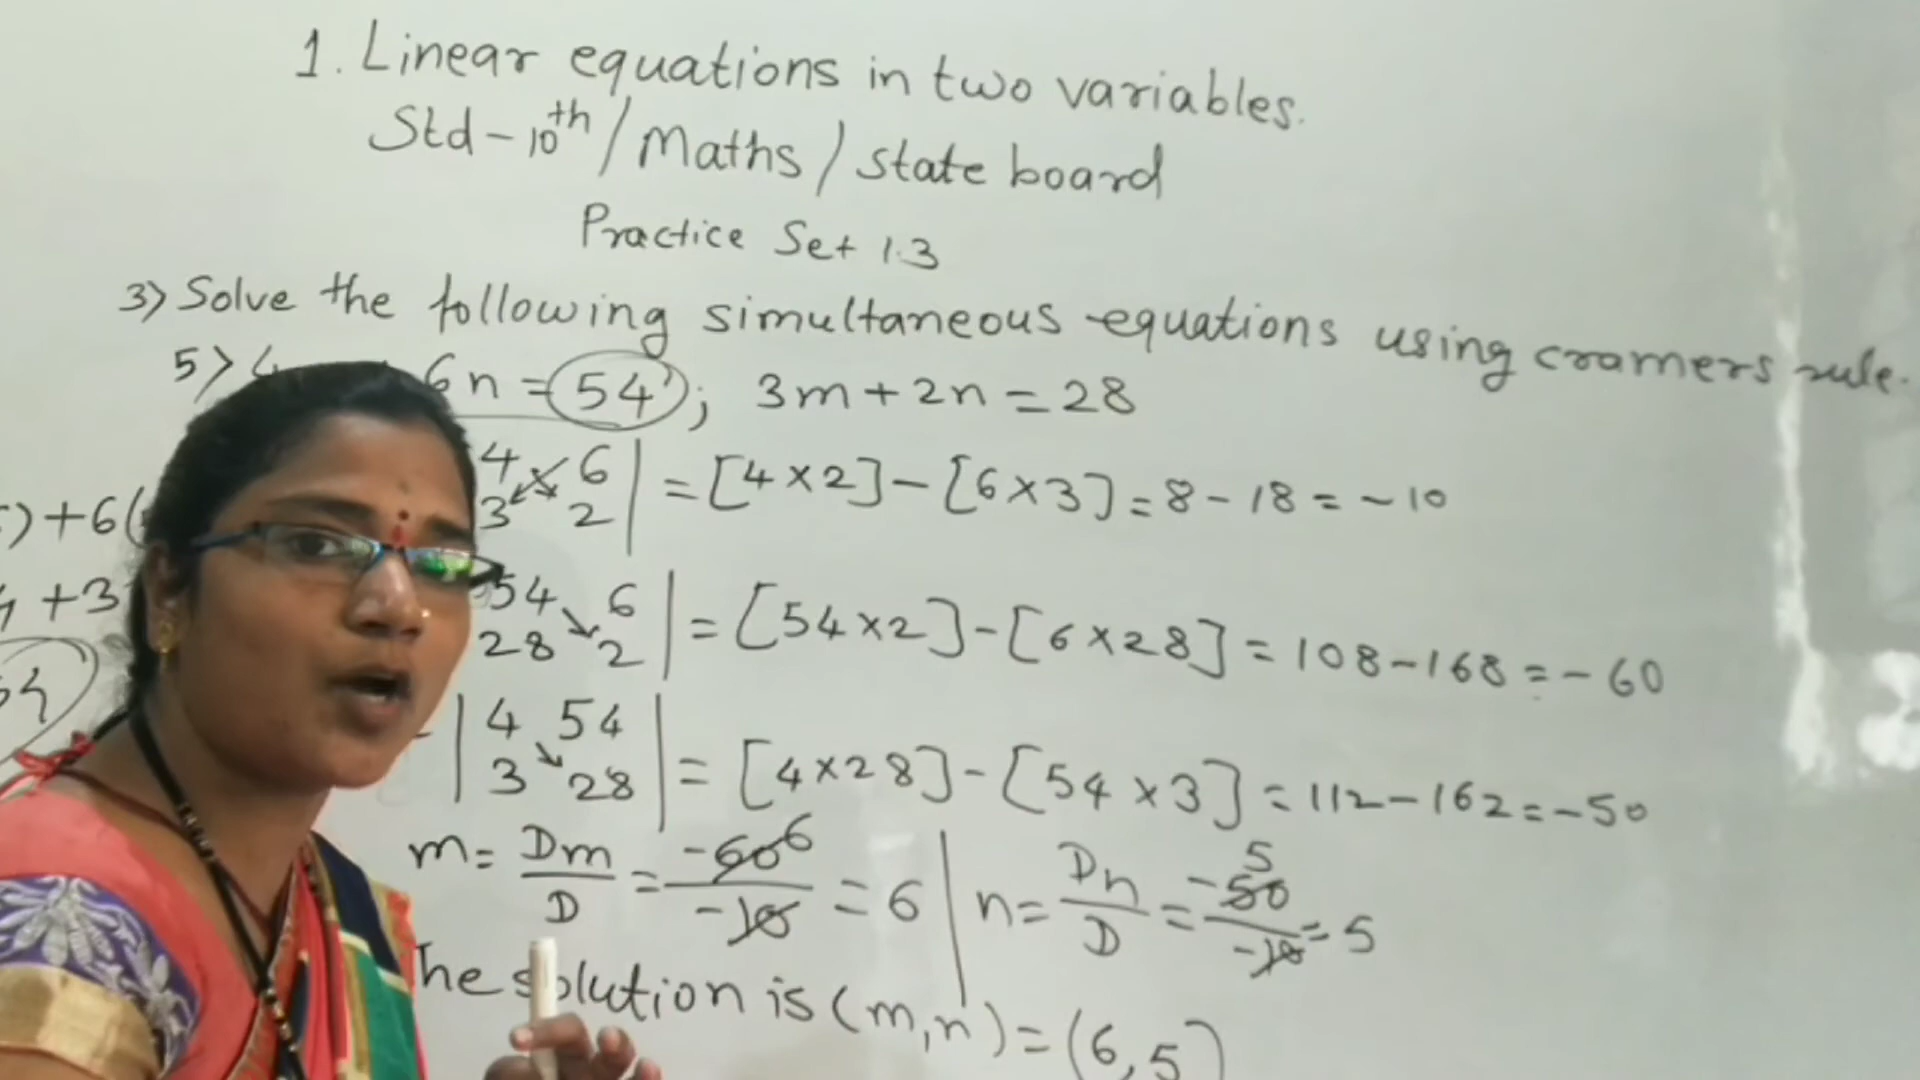 1. Linear equations in two variables.
Std - 10th / Maths / state board
Practice Set 1.3
3) Solve the following simultaneous equations using cramers rule.
5) 4 6n = 54 ; 3m + 2n = 28
4 6 | = [4 × 2] - [6 × 3] = 8 - 18 = -10
3 2
) + 6(
54 6 | = [54 × 2] - [6 × 28] = 108 - 168 = -60
28 2
+ 3
| 4 54 | = [4 × 28] - [54 × 3] = 112 - 162 = -50
3 28
m = Dm/D = -60 6/-10 = 6 | n = Dn/D = -50 5/-10 = 5
The solution is (m, n) = (6, 5)